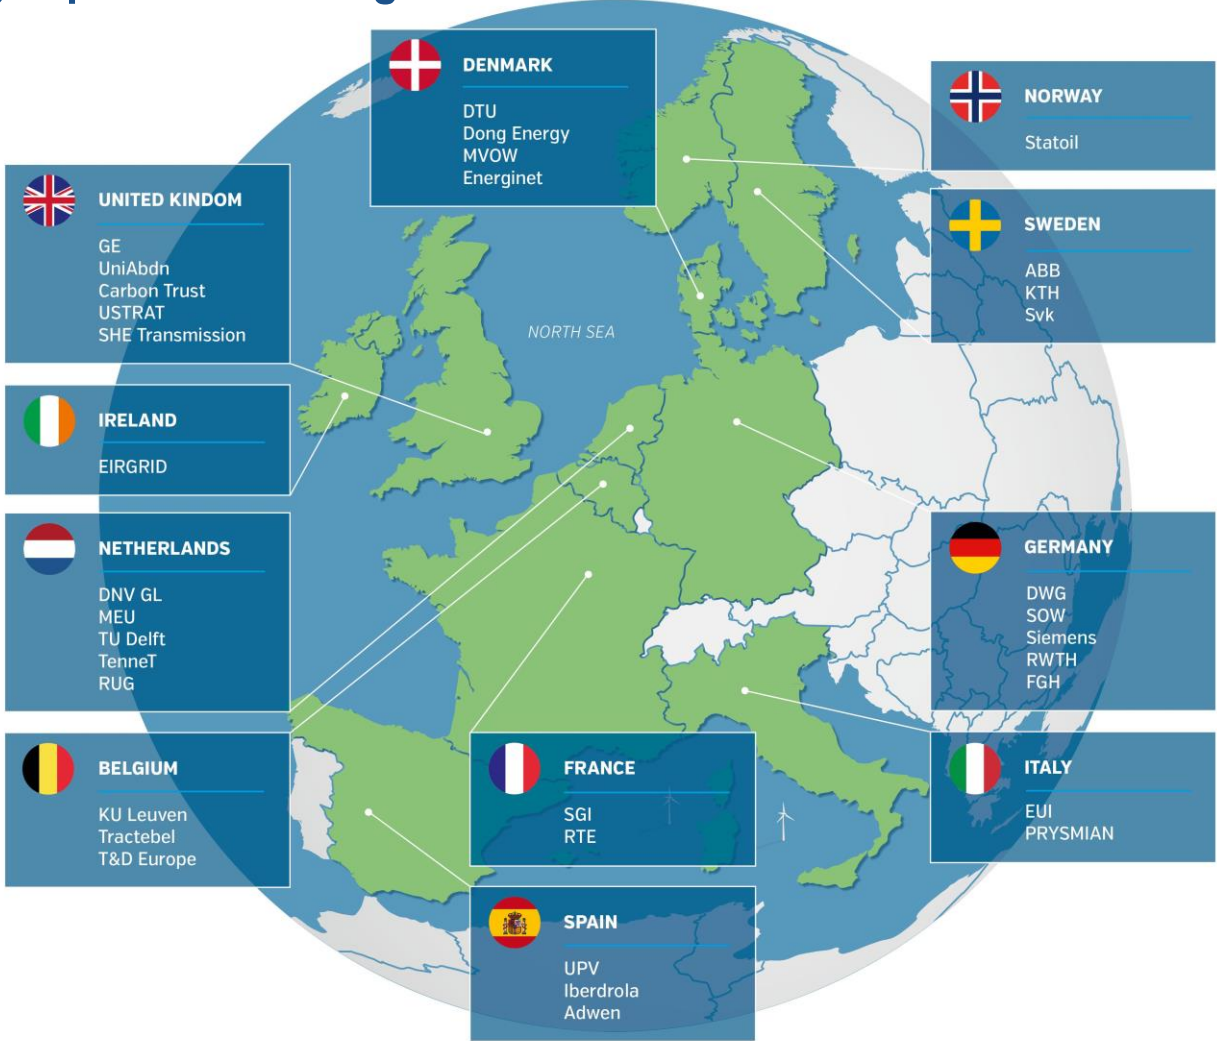 DENMARK
DTU
Dong Energy
MVOW
Energinet
NORWAY
Statoil
UNITED KINDOM
GE
UniAbdn
Carbon Trust
USTRAT
SHE Transmission
SWEDEN
ABB
KTH
Svk
NORTH SEA
IRELAND
EIRGRID
NETHERLANDS
DNV GL
MEU
TU Delft
TenneT
RUG
GERMANY
DWG
SOW
Siemens
RWTH
FGH
BELGIUM
KU Leuven
Tractebel
T&D Europe
FRANCE
SGI
RTE
ITALY
EUI
PRYSMIAN
SPAIN
UPV
Iberdrola
Adwen